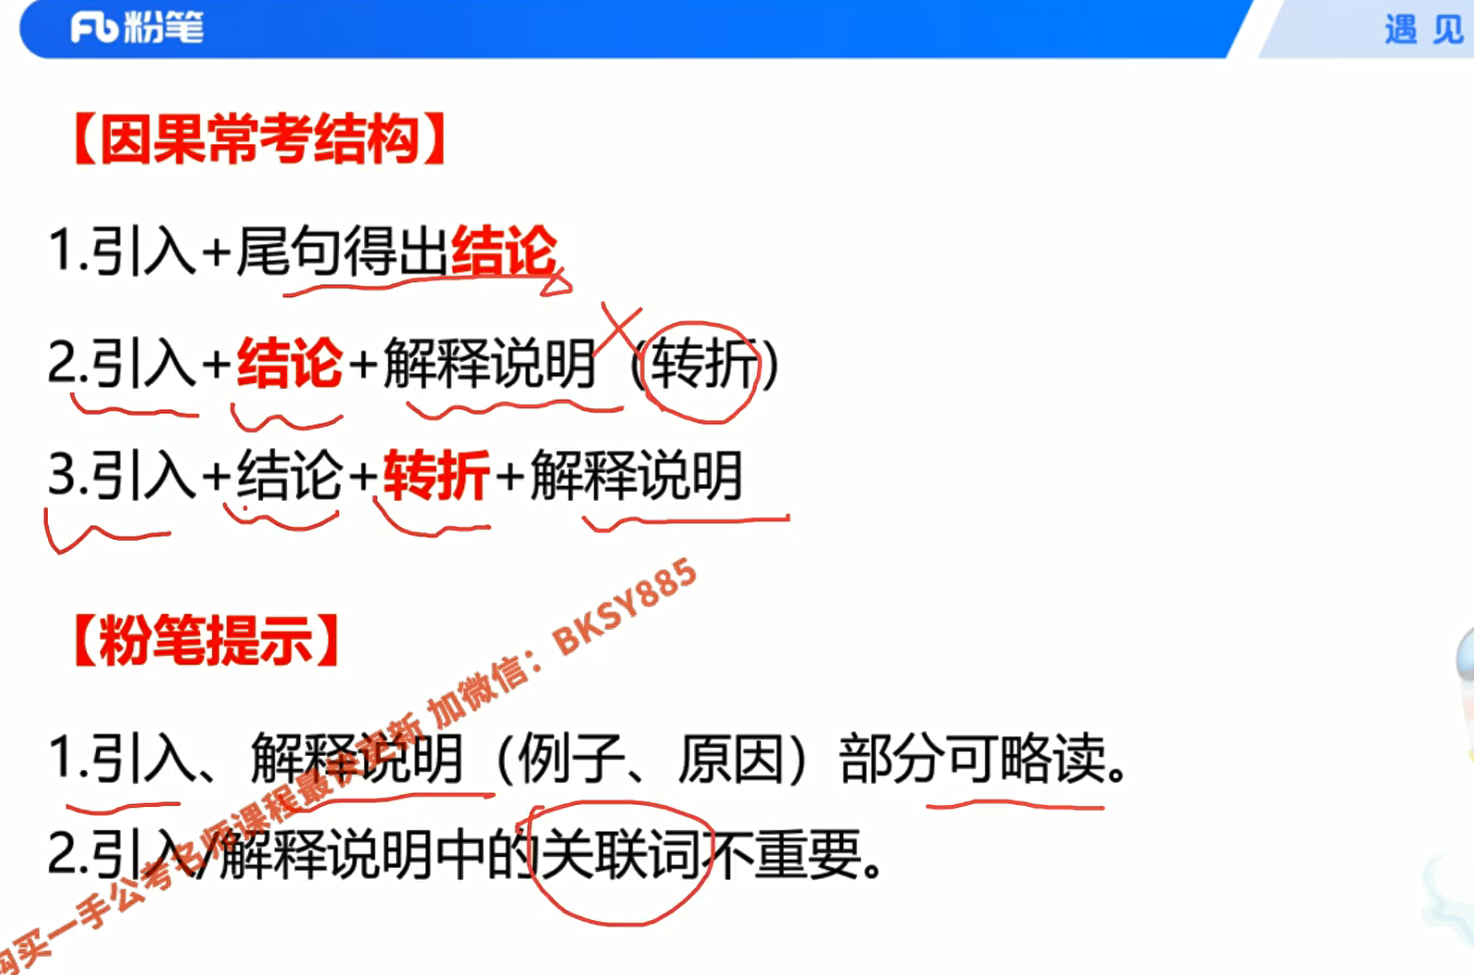 粉笔
遇见
【因果常考结构】
1.引入+尾句得出结论
2.引入+结论+解释说明（转折）
3.引入+结论+转折+解释说明
【粉笔提示】
1.引入、解释说明（例子、原因）部分可略读。
2.引入/解释说明中的关联词不重要。
购买一手公考名师课程最快更新 加微信：BKSY885